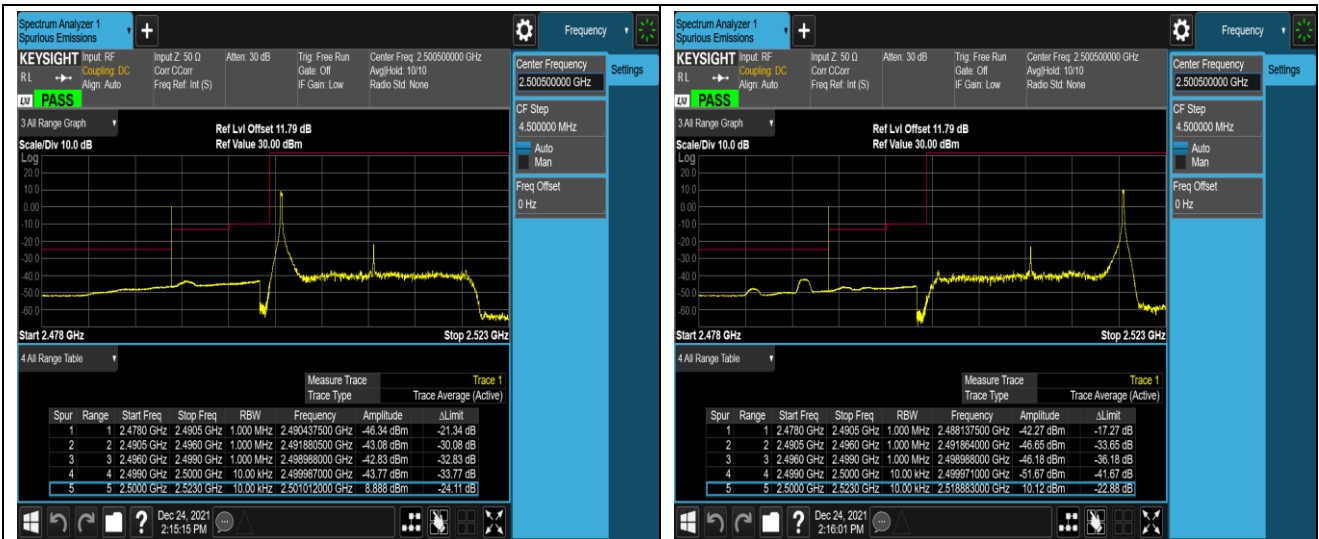 Spectrum Analyzer 1
Spurious Emissions
+
Frequency
KEYSIGHT Input: RF Input Z: 50 Ω Atten: 30 dB Trig: Free Run Center Freq: 2.500500000 GHz
RL Coupling: DC Corr CCorr Gate: Off Avg|Hold: 10/10
Align: Auto Freq Ref: Int (S) IF Gain: Low Radio Std: None
LXI PASS
Center Frequency
2.500500000 GHz
Settings
CF Step
4.500000 MHz
Auto
Man
Freq Offset
0 Hz
3 All Range Graph
Ref Lvl Offset 11.79 dB
Scale/Div 10.0 dB Ref Value 30.00 dBm
Log
20.0
10.0
0.00
-10.0
-20.0
-30.0
-40.0
-50.0
-60.0
Start 2.478 GHz Stop 2.523 GHz
4 All Range Table
Measure Trace Trace 1
Trace Type Trace Average (Active)
Spur Range Start Freq Stop Freq RBW Frequency Amplitude ΔLimit
1 1 2.4780 GHz 2.4905 GHz 1.000 MHz 2.490437500 GHz -46.34 dBm -21.34 dB
2 2 2.4905 GHz 2.4960 GHz 1.000 MHz 2.491880500 GHz -43.08 dBm -30.08 dB
3 3 2.4960 GHz 2.4990 GHz 1.000 MHz 2.498988000 GHz -42.83 dBm -32.83 dB
4 4 2.4990 GHz 2.5000 GHz 10.00 kHz 2.499987000 GHz -43.77 dBm -33.77 dB
5 5 2.5000 GHz 2.5230 GHz 10.00 kHz 2.501012000 GHz 8.888 dBm -24.11 dB
?
Dec 24, 2021
2:15:15 PM
Spectrum Analyzer 1
Spurious Emissions
+
Frequency
KEYSIGHT Input: RF Input Z: 50 Ω Atten: 30 dB Trig: Free Run Center Freq: 2.500500000 GHz
RL Coupling: DC Corr CCorr Gate: Off Avg|Hold: 10/10
Align: Auto Freq Ref: Int (S) IF Gain: Low Radio Std: None
LXI PASS
Center Frequency
2.500500000 GHz
Settings
CF Step
4.500000 MHz
Auto
Man
Freq Offset
0 Hz
3 All Range Graph
Ref Lvl Offset 11.79 dB
Scale/Div 10.0 dB Ref Value 30.00 dBm
Log
20.0
10.0
0.00
-10.0
-20.0
-30.0
-40.0
-50.0
-60.0
Start 2.478 GHz Stop 2.523 GHz
4 All Range Table
Measure Trace Trace 1
Trace Type Trace Average (Active)
Spur Range Start Freq Stop Freq RBW Frequency Amplitude ΔLimit
1 1 2.4780 GHz 2.4905 GHz 1.000 MHz 2.488137500 GHz -42.27 dBm -17.27 dB
2 2 2.4905 GHz 2.4960 GHz 1.000 MHz 2.491864000 GHz -46.65 dBm -33.65 dB
3 3 2.4960 GHz 2.4990 GHz 1.000 MHz 2.498988000 GHz -46.18 dBm -36.18 dB
4 4 2.4990 GHz 2.5000 GHz 10.00 kHz 2.499971000 GHz -51.67 dBm -41.67 dB
5 5 2.5000 GHz 2.5230 GHz 10.00 kHz 2.518883000 GHz 10.12 dBm -22.88 dB
?
Dec 24, 2021
2:16:01 PM